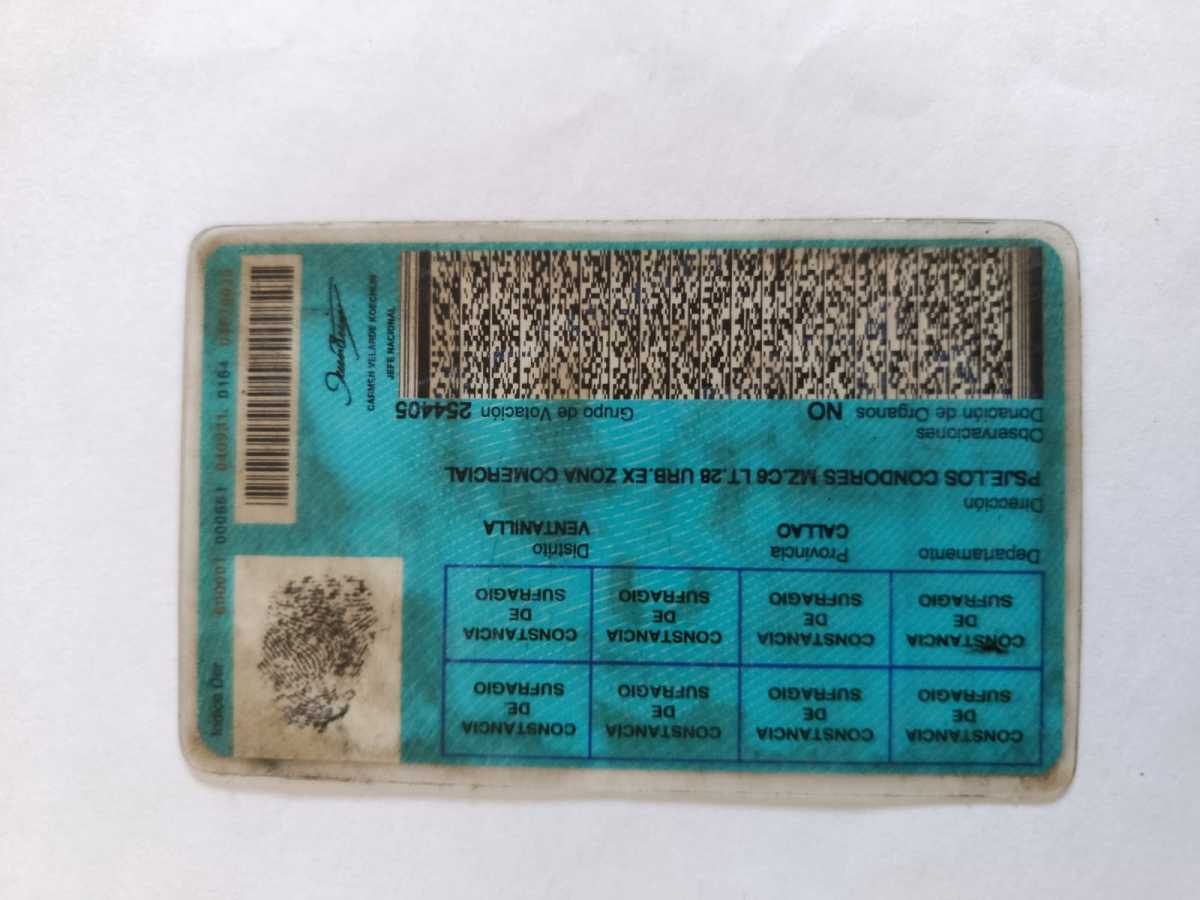 CONSTANCIA DE SUFRAGIO
CONSTANCIA DE SUFRAGIO
CONSTANCIA DE SUFRAGIO
CONSTANCIA DE SUFRAGIO
CONSTANCIA DE SUFRAGIO
CONSTANCIA DE SUFRAGIO
CONSTANCIA DE SUFRAGIO
CONSTANCIA DE SUFRAGIO
Departamento Provincia Distrito
CALLAO VENTANILLA
Dirección
PSJE.LOS CONDORES MZ.C6 LT.28 URB.EX ZONA COMERCIAL
Observaciones
Donación de Organos NO Grupo de Votación 254405
Indice Der
CARMEN VELARDE KOECHLIN
JEFE NACIONAL